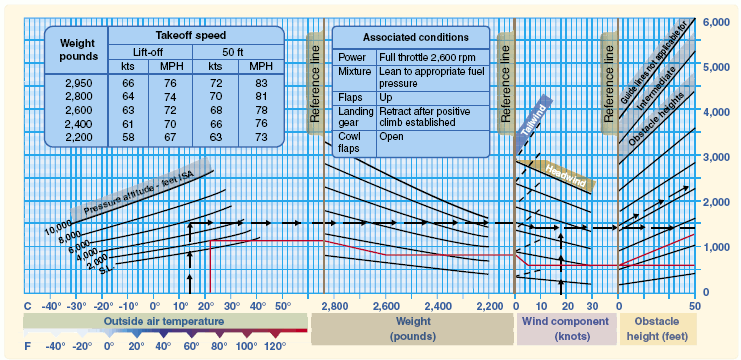 Weight pounds
Takeoff speed
Lift-off 50 ft
kts MPH kts MPH
2,950 66 76 72 83
2,800 64 74 70 81
2,600 63 72 68 78
2,400 61 70 66 76
2,200 58 67 63 73
Reference line
Associated conditions
Power Full throttle 2,600 rpm
Mixture Lean to appropriate fuel
pressure
Flaps Up
Landing gear Retract after positive
climb established
Cowl flaps Open
Reference line
Tailwind
Headwind
Reference line
Guide lines not applicable for
Intermediate
Obstacle heights
6,000
5,000
4,000
3,000
2,000
1,000
0
Pressure altitude - feet ISA
10,000
8,000
6,000
4,000
2,000
S.L.
C -40° -30° -20° -10° 0° 10° 20° 30° 40° 50°
2,800 2,600 2,400 2,200
0 10 20 30
0 50
Outside air temperature
Weight
(pounds)
Wind component
(knots)
Obstacle
height (feet)
F -40° -20° 0° 20° 40° 60° 80° 100° 120°